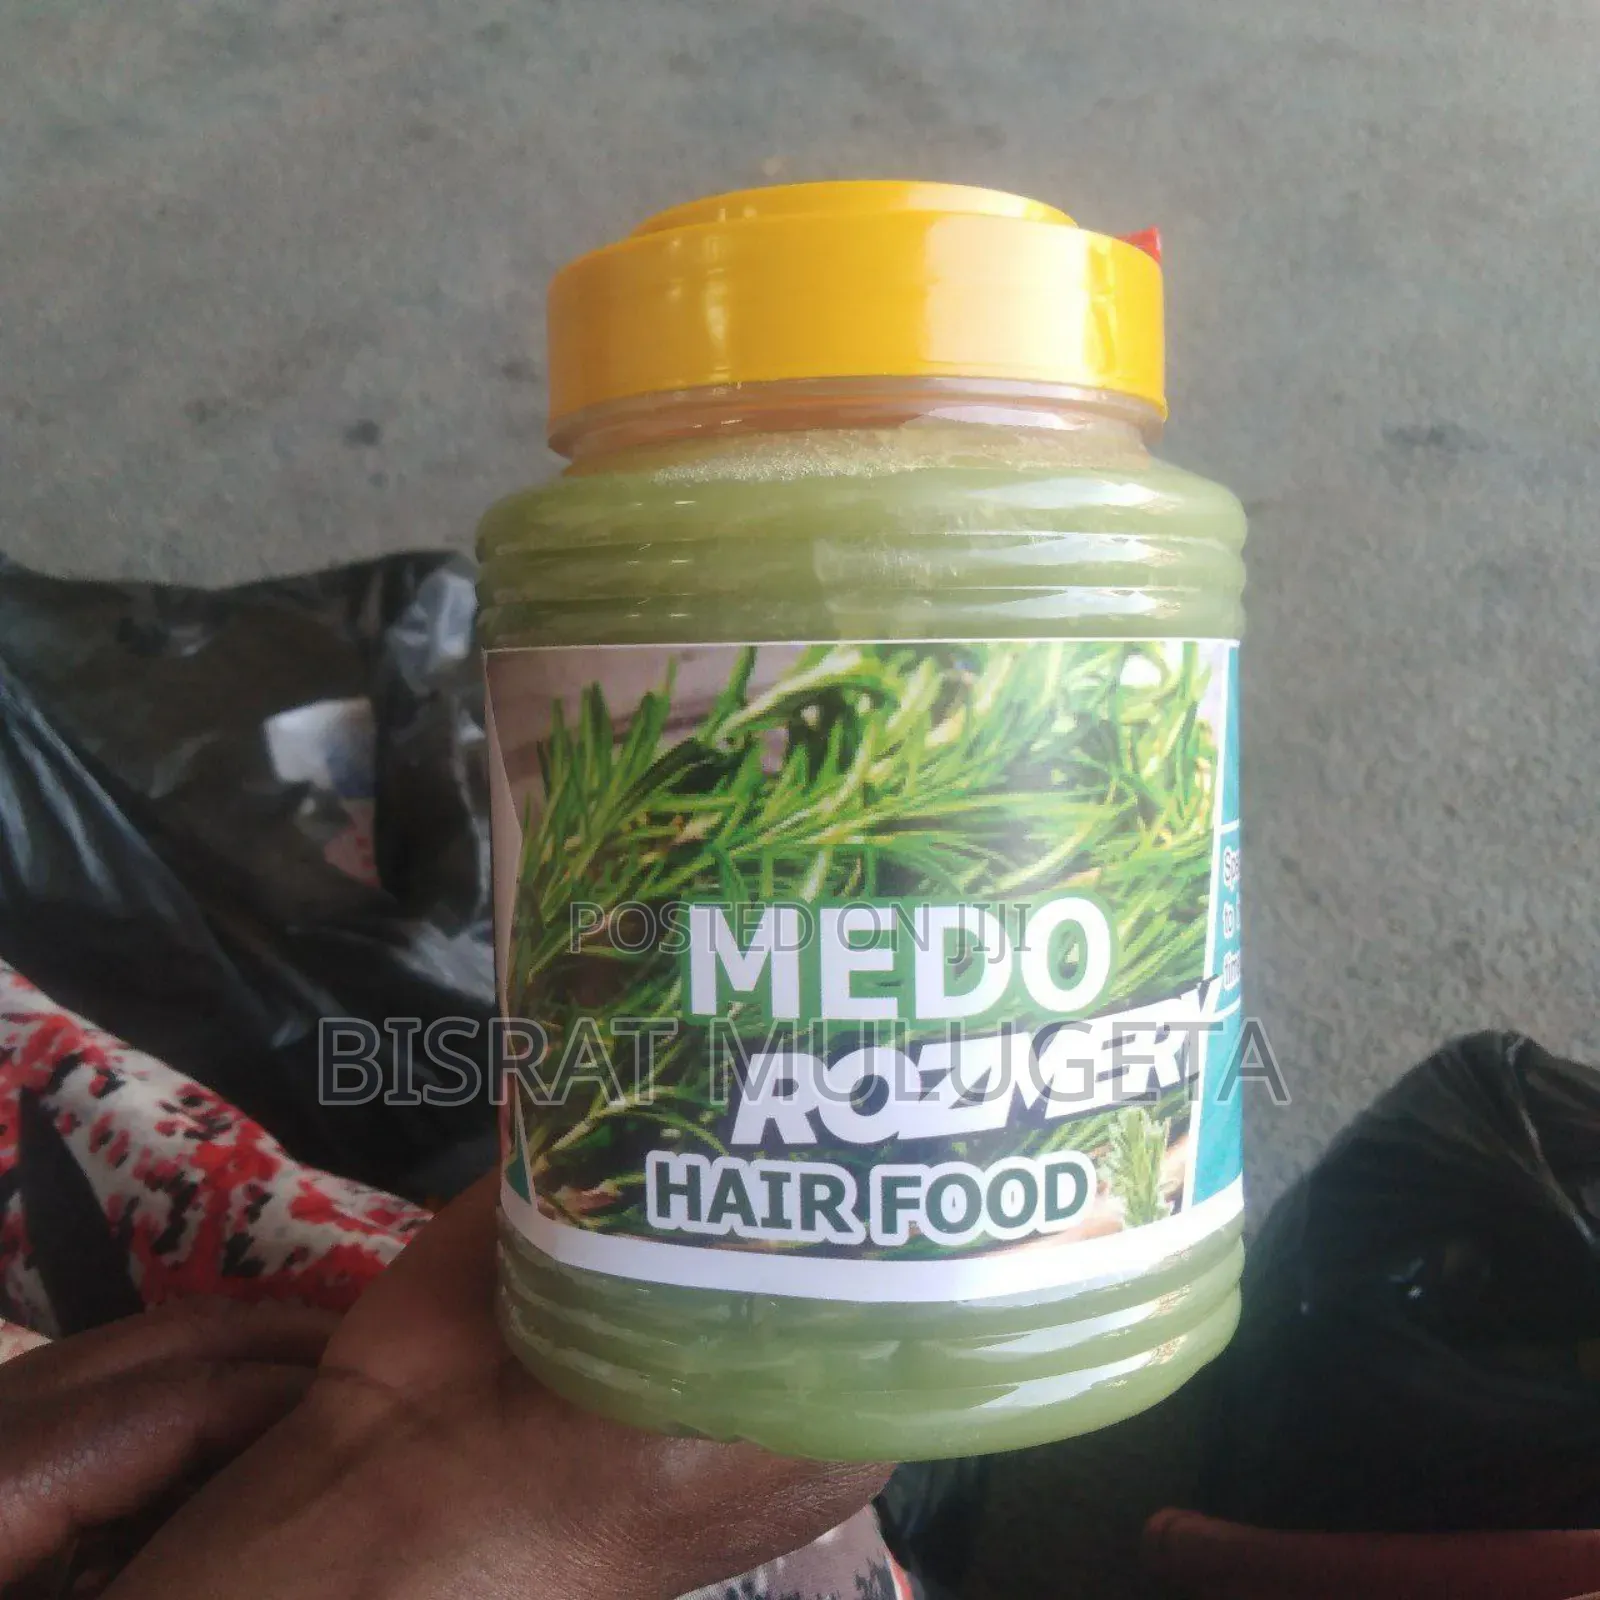 MEDO
POSTED ON JIJI
BISRAT MULUGETA
ROZMERY
HAIR FOOD